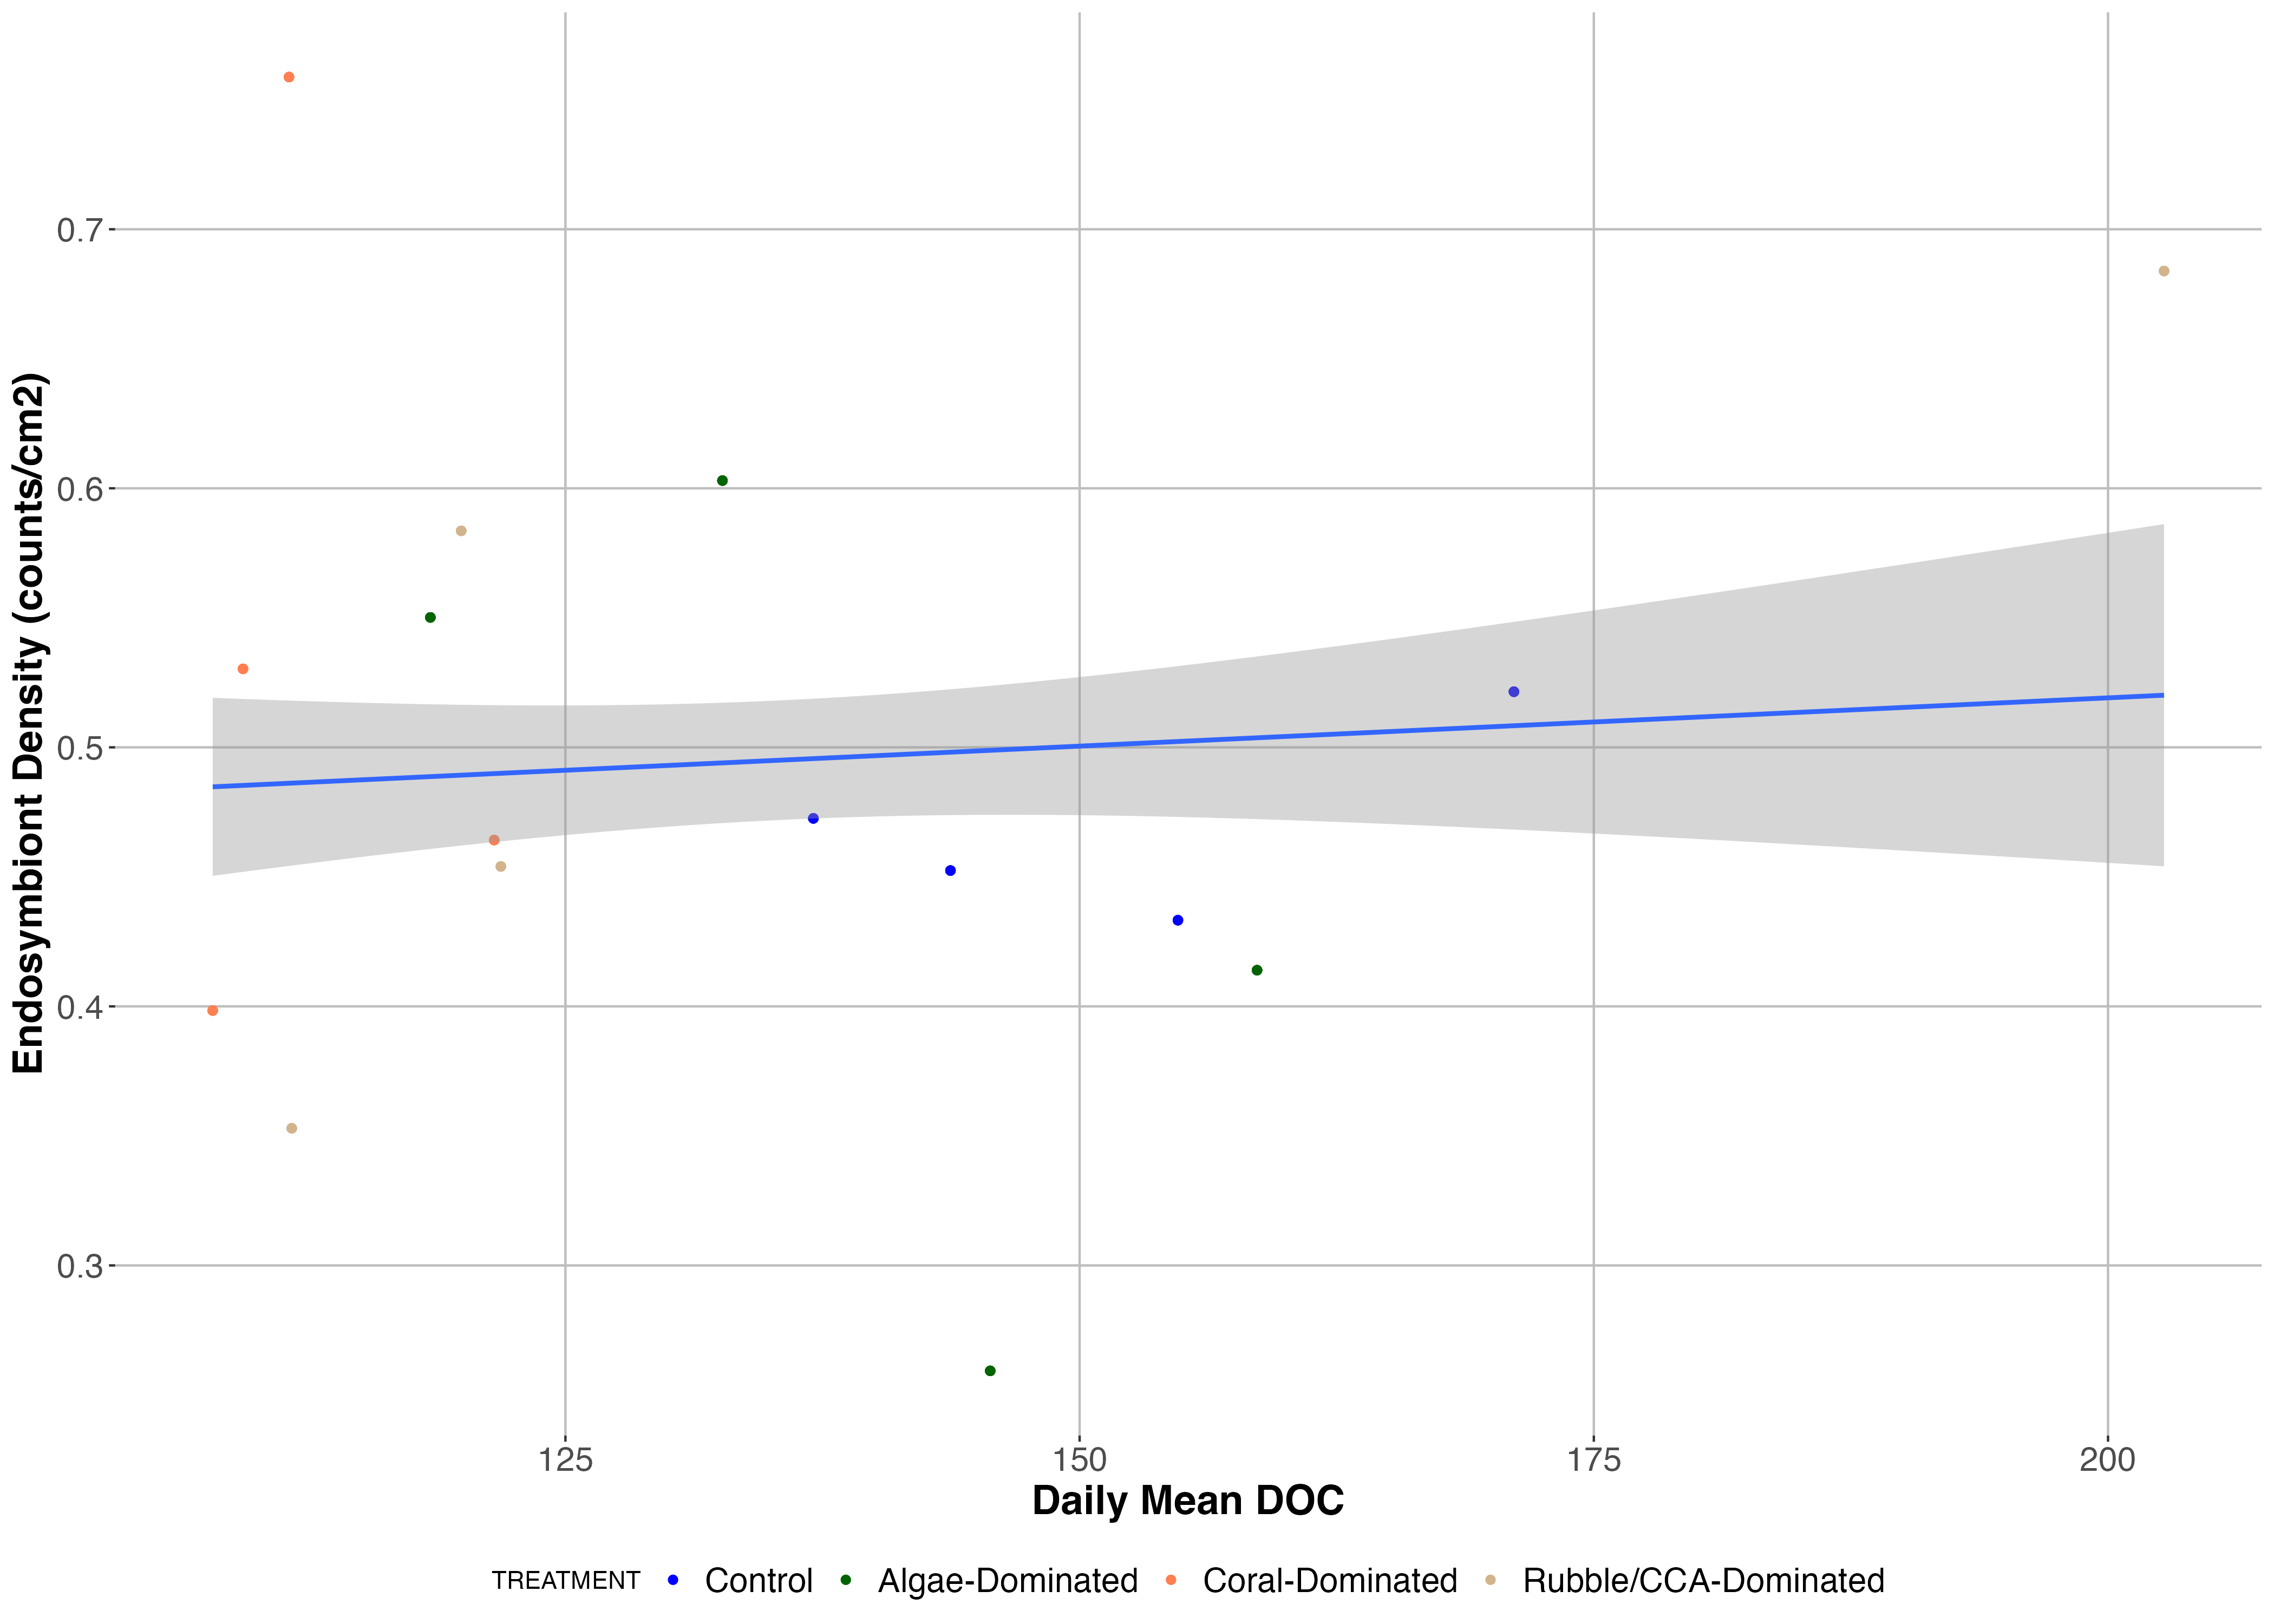 Endosymbiont Density (counts/cm2)
0.7
0.6
0.5
0.4
0.3
125 150 175 200
Daily Mean DOC
TREATMENT Control Algae-Dominated Coral-Dominated Rubble/CCA-Dominated